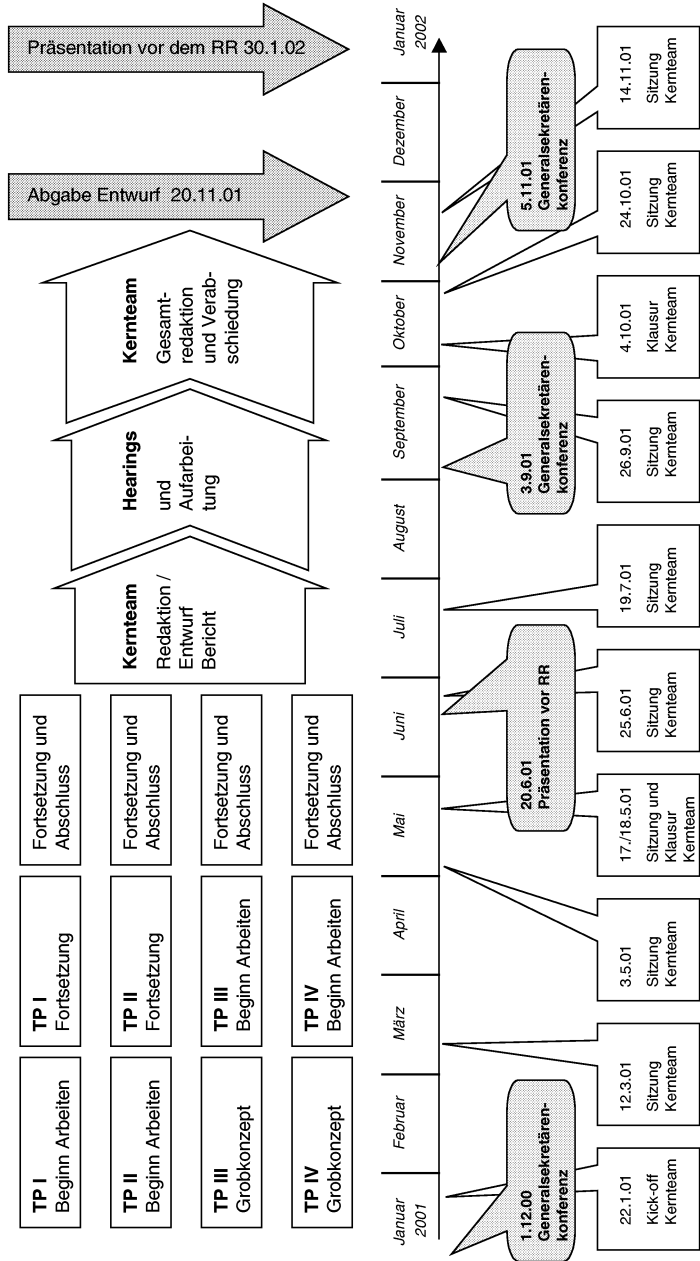 TP I
Beginn Arbeiten
TP I
Fortsetzung
Fortsetzung und
Abschluss
TP II
Beginn Arbeiten
TP II
Fortsetzung
Fortsetzung und
Abschluss
TP III
Grobkonzept
TP III
Beginn Arbeiten
Fortsetzung und
Abschluss
TP IV
Grobkonzept
TP IV
Beginn Arbeiten
Fortsetzung und
Abschluss
Kernteam
Redaktion /
Entwurf
Bericht
Hearings
und
Aufarbei-
tung
Kernteam
Gesamt-
redaktion
und Verab-
schiedung
Abgabe Entwurf 20.11.01
Präsentation vor dem RR 30.1.02
Januar
2001
Februar
März
April
Mai
Juni
Juli
August
September
Oktober
November
Dezember
Januar
2002
1.12.00
Generalsekretären-
konferenz
20.6.01
Präsentation vor RR
3.9.01
Generalsekretären-
konferenz
5.11.01
Generalsekretären-
konferenz
22.1.01
Kick-off
Kernteam
12.3.01
Sitzung
Kernteam
3.5.01
Sitzung
Kernteam
17./18.5.01
Sitzung und
Klausur
Kernteam
25.6.01
Sitzung
Kernteam
19.7.01
Sitzung
Kernteam
26.9.01
Sitzung
Kernteam
4.10.01
Klausur
Kernteam
24.10.01
Sitzung
Kernteam
14.11.01
Sitzung
Kernteam